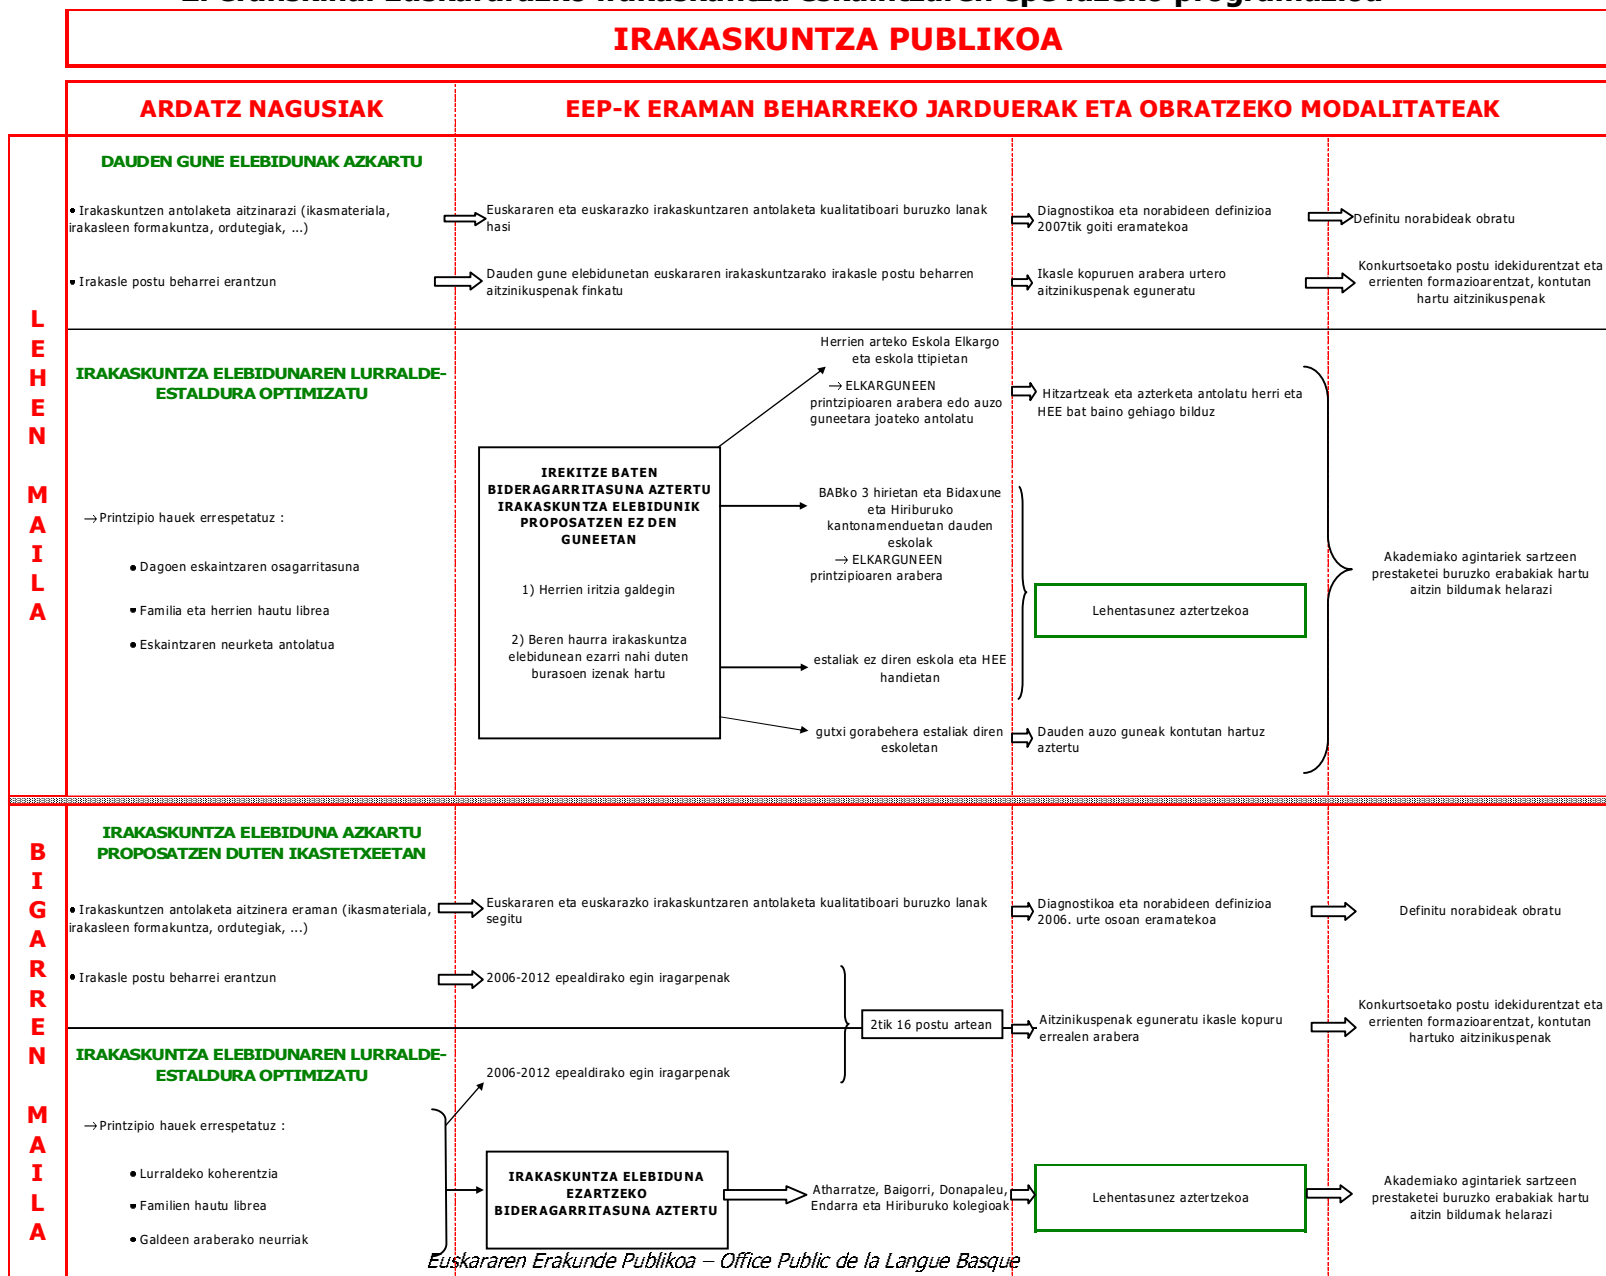 IRAKASKUNTZA PUBLIKOA
ARDATZ NAGUSIAK
EEP-K ERAMAN BEHARREKO JARDUERAK ETA OBRATZEKO MODALITATEAK
LEHEN MAILA
DAUDEN GUNE ELEBIDUNAK AZKARTU
• Irakaskuntzen antolaketa aitzinarazi (ikasmateriala,
irakasleen formakuntza, ordutegiak, ...)
Euskararen eta euskarazko irakaskuntzaren antolaketa kualitatiboari buruzko lanak
hasi
Diagnostikoa eta norabideen definizioa
2007tik goiti eramatekoa
Definitu norabideak obratu
• Irakasle postu beharrei erantzun
Dauden gune elebidunetan euskararen irakaskuntzarako irakasle postu beharren
aitzinikuspenak finkatu
Ikasle kopuruen arabera urtero
aitzinikuspenak eguneratu
Konkurtsoetako postu idekidurentzat eta
errienten formazioarentzat, kontutan
hartu aitzinikuspenak
IRAKASKUNTZA ELEBIDUNAREN LURRALDE-
ESTALDURA OPTIMIZATU
→Printzipio hauek errespetatuz :
• Dagoen eskaintzaren osagarritasuna
• Familia eta herrien hautu librea
• Eskaintzaren neurketa antolatua
IREKITZE BATEN
BIDERAGARRITASUNA AZTERTU
IRAKASKUNTZA ELEBIDUNIK
PROPOSATZEN EZ DEN
GUNEETAN
1) Herrien iritzia galdegin
2) Beren haurra irakaskuntza
elebidunean ezarri nahi duten
burasoen izenak hartu
Herrien arteko Eskola Elkargo
eta eskola ttipietan
→ ELKARGUNEEN
printzipioaren arabera edo auzo
guneetara joateko antolatu
Hitzartzeak eta azterketa antolatu herri eta
HEE bat baino gehiago bilduz
BABko 3 hirietan eta Bidaxune
eta Hiriburuko
kantonamenduetan dauden
eskolak
→ ELKARGUNEEN
printzipioaren arabera
Lehentasunez aztertzekoa
estaliak ez diren eskola eta HEE
handietan
gutxi gorabehera estaliak diren
eskoletan
Dauden auzo guneak kontutan hartuz
aztertu
Akademiako agintariek sartzeen
prestaketei buruzko erabakiak hartu
aitzin bildumak helarazi
BIGARREN MAILA
IRAKASKUNTZA ELEBIDUNA AZKARTU
PROPOSATZEN DUTEN IKASTETXEETAN
• Irakaskuntzen antolaketa aitzinera eraman (ikasmateriala,
irakasleen formakuntza, ordutegiak, ...)
Euskararen eta euskarazko irakaskuntzaren antolaketa kualitatiboari buruzko lanak
segitu
Diagnostikoa eta norabideen definizioa
2006. urte osoan eramatekoa
Definitu norabideak obratu
• Irakasle postu beharrei erantzun
2006-2012 epealdirako egin iragarpenak
2tik 16 postu artean
Aitzinikuspenak eguneratu ikasle kopuru
errealen arabera
Konkurtsoetako postu idekidurentzat eta
errienten formazioarentzat, kontutan
hartuko aitzinikuspenak
IRAKASKUNTZA ELEBIDUNAREN LURRALDE-
ESTALDURA OPTIMIZATU
2006-2012 epealdirako egin iragarpenak
→Printzipio hauek errespetatuz :
• Lurraldeko koherentzia
• Familien hautu librea
• Galdeen araberako neurriak
IRAKASKUNTZA ELEBIDUNA
EZARTZEKO
BIDERAGARRITASUNA AZTERTU
Atharratze, Baigorri, Donapaleu,
Endarra eta Hiriburuko kolegioak
Lehentasunez aztertzekoa
Akademiako agintariek sartzeen
prestaketei buruzko erabakiak hartu
aitzin bildumak helarazi
Euskararen Erakunde Publikoa – Office Public de la Langue Basque